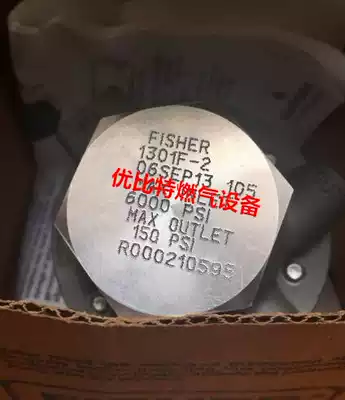 FISHER
1301F-2
06SEP13 105
优比特燃气设备
6000 PSI
MAX OUTLET
150 PSI
R000210595